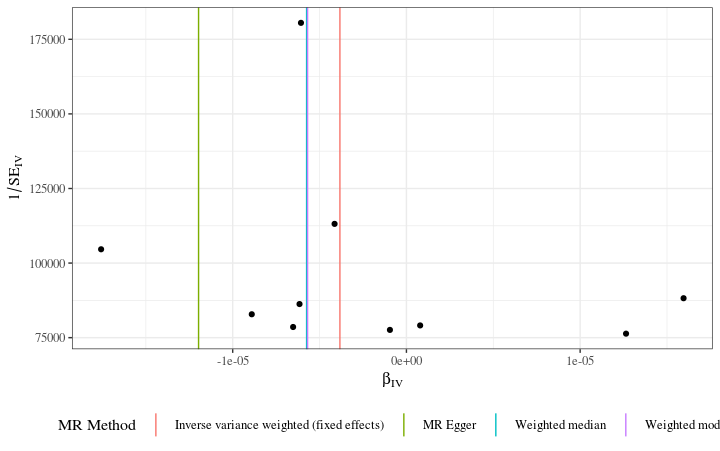 175000
150000
125000
100000
75000
1/SE_IV
-1e-05 0e+00 1e-05
β_IV
MR Method Inverse variance weighted (fixed effects) MR Egger Weighted median Weighted mod